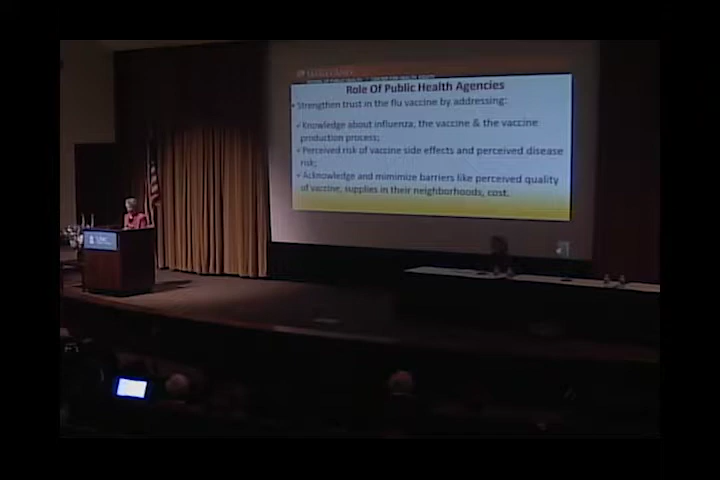 Role Of Public Health Agencies
• Strengthen trust in the flu vaccine by addressing:
✓Knowledge about influenza, the vaccine & the vaccine
production process;
✓Perceived risk of vaccine side effects and perceived disease
risk;
✓Acknowledge and mimimize barriers like perceived quality
of vaccine, supplies in their neighborhoods, cost.